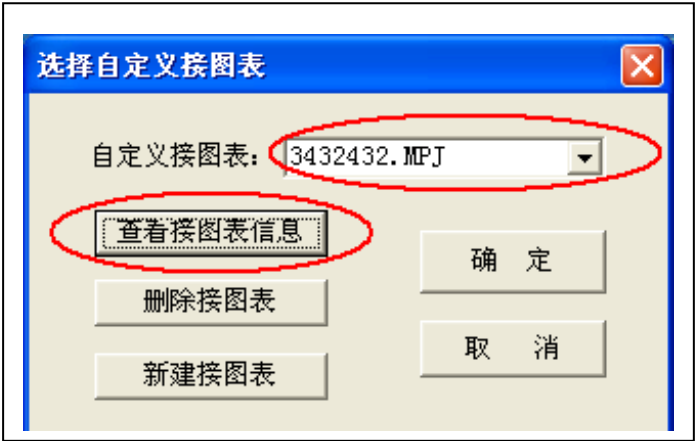 选择自定义接图表
自定义接图表： 3432432.MPJ
查看接图表信息
确 定
删除接图表
取 消
新建接图表